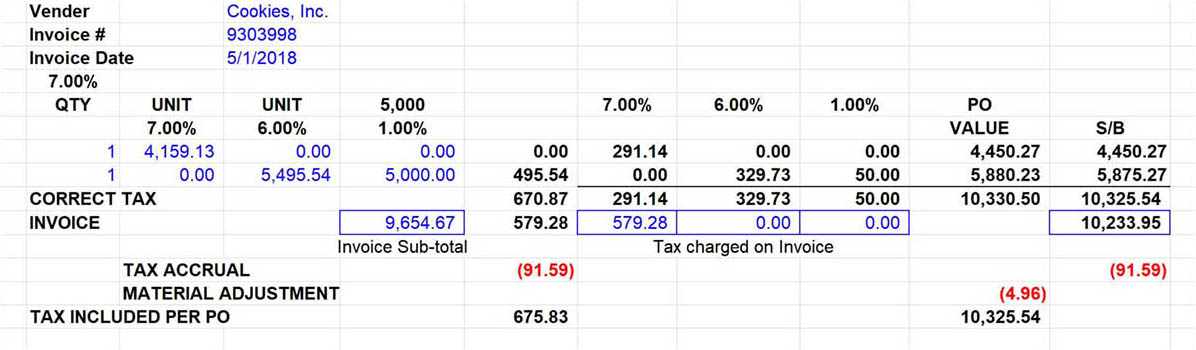 Vender Cookies, Inc.
Invoice # 9303998
Invoice Date 5/1/2018
7.00%
QTY UNIT UNIT 5,000 7.00% 6.00% 1.00% PO
7.00% 6.00% 1.00% VALUE S/B
1 4,159.13 0.00 0.00 0.00 291.14 0.00 0.00 4,450.27 4,450.27
1 0.00 5,495.54 5,000.00 495.54 0.00 329.73 50.00 5,880.23 5,875.27
CORRECT TAX 670.87 291.14 329.73 50.00 10,330.50 10,325.54
INVOICE 9,654.67 579.28 579.28 0.00 0.00 10,233.95
Invoice Sub-total Tax charged on Invoice
TAX ACCRUAL (91.59) (91.59)
MATERIAL ADJUSTMENT (4.96)
TAX INCLUDED PER PO 675.83 10,325.54